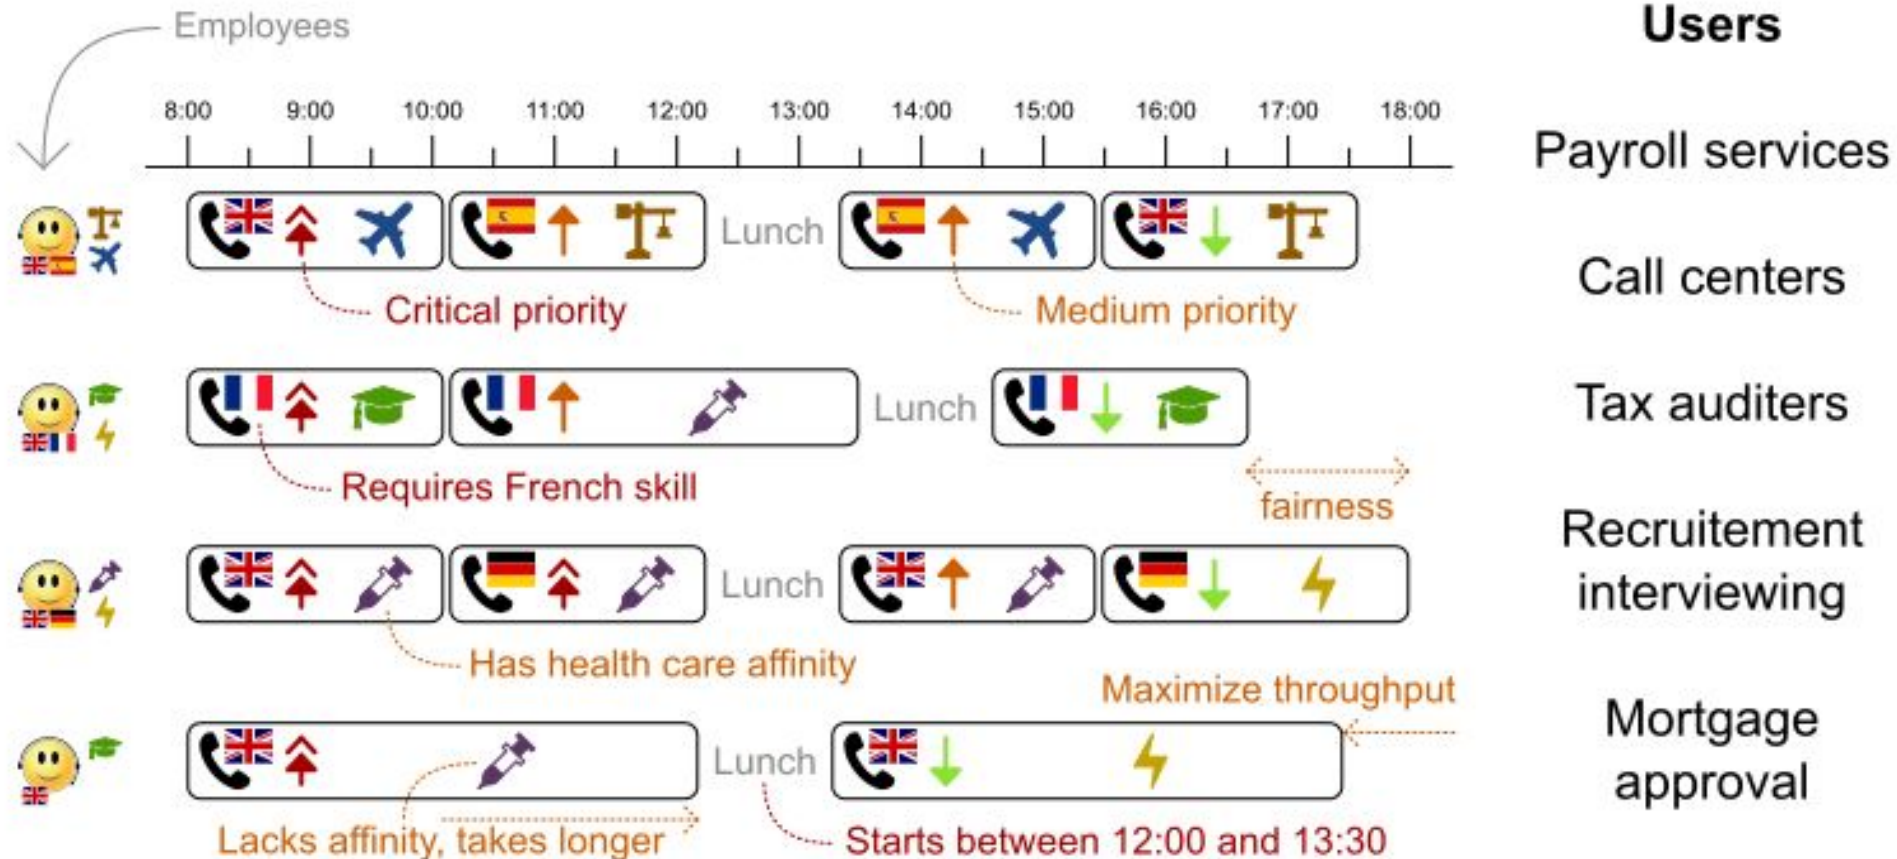 Employees
Users
8:00 9:00 10:00 11:00 12:00 13:00 14:00 15:00 16:00 17:00 18:00
Payroll services
Lunch
Call centers
Critical priority
Medium priority
Lunch
Tax auditers
Requires French skill
fairness
Recruitement
interviewing
Lunch
Has health care affinity
Maximize throughput
Mortgage
approval
Lunch
Lacks affinity, takes longer
Starts between 12:00 and 13:30